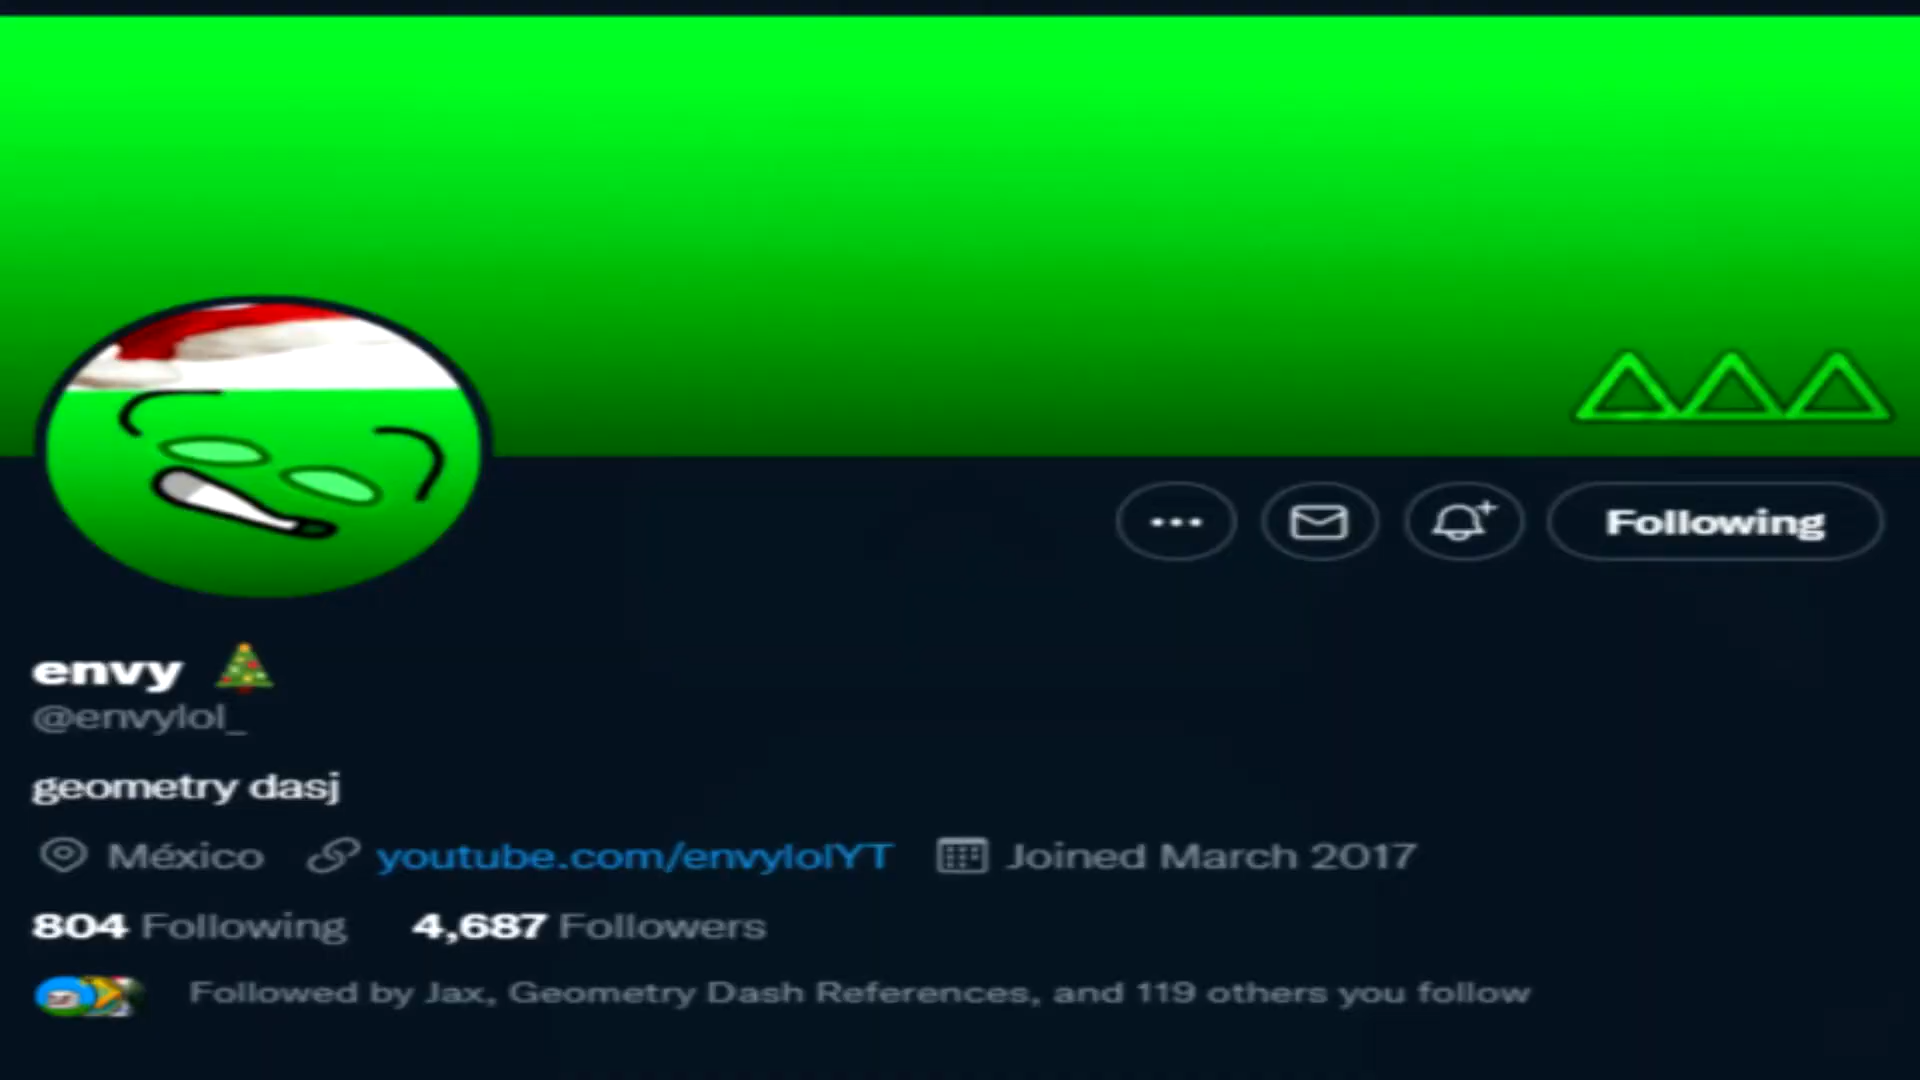 Following
envy
@envylol_
geometry dasj
México youtube.com/envylolYT Joined March 2017
804 Following 4,687 Followers
Followed by Jax, Geometry Dash References, and 119 others you follow